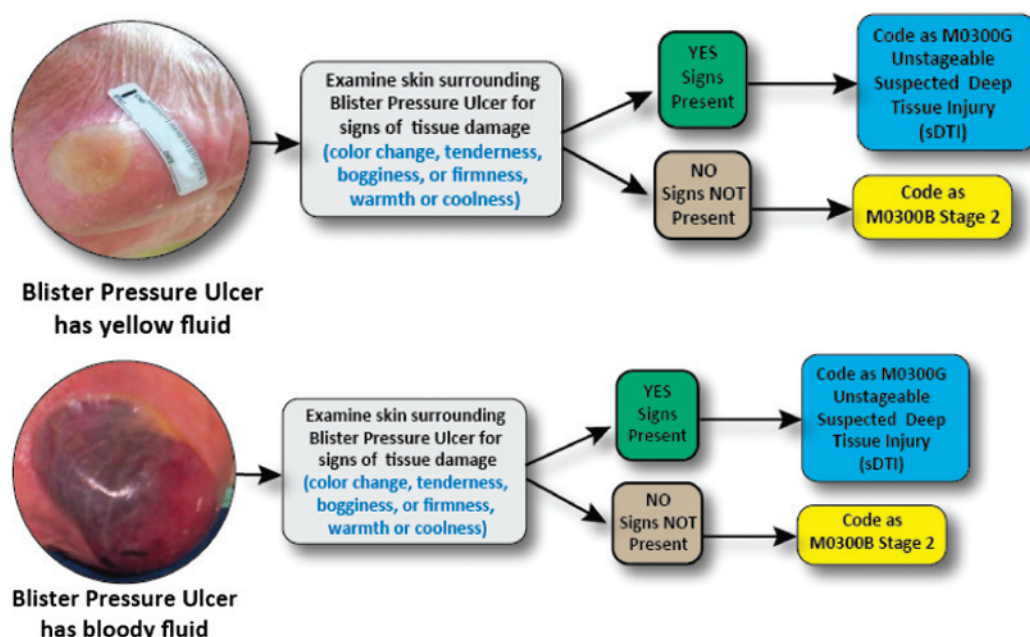 Examine skin surrounding
Blister Pressure Ulcer for
signs of tissue damage
(color change, tenderness,
bogginess, or firmness,
warmth or coolness)
YES
Signs
Present
Code as M0300G
Unstageable
Suspected Deep
Tissue Injury
(sDTI)
NO
Signs NOT
Present
Code as
M0300B Stage 2
Blister Pressure Ulcer
has yellow fluid
Examine skin surrounding
Blister Pressure Ulcer for
signs of tissue damage
(color change, tenderness,
bogginess, or firmness,
warmth or coolness)
YES
Signs
Present
Code as M0300G
Unstageable
Suspected Deep
Tissue Injury
(sDTI)
NO
Signs NOT
Present
Code as
M0300B Stage 2
Blister Pressure Ulcer
has bloody fluid